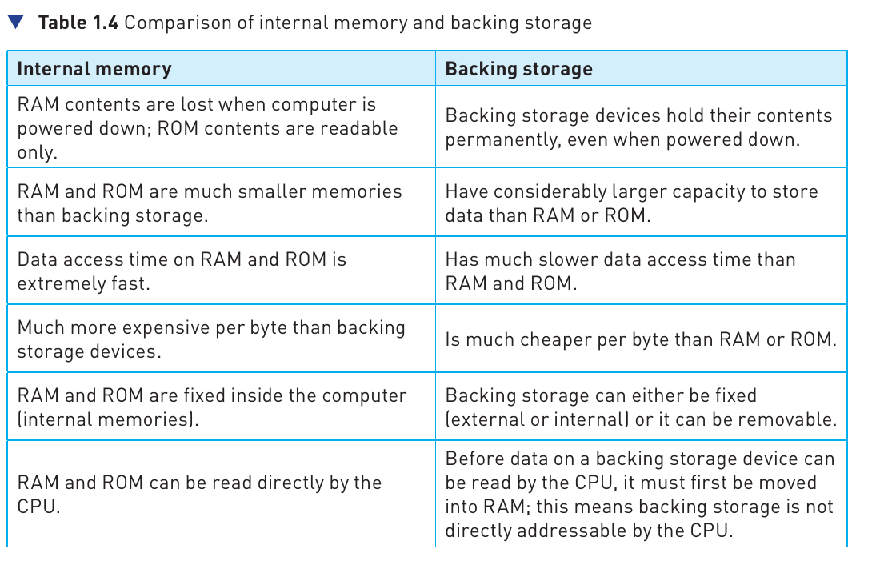 ▼ Table 1.4 Comparison of internal memory and backing storage
Internal memory
Backing storage
RAM contents are lost when computer is
powered down; ROM contents are readable
only.
Backing storage devices hold their contents
permanently, even when powered down.
RAM and ROM are much smaller memories
than backing storage.
Have considerably larger capacity to store
data than RAM or ROM.
Data access time on RAM and ROM is
extremely fast.
Has much slower data access time than
RAM and ROM.
Much more expensive per byte than backing
storage devices.
Is much cheaper per byte than RAM or ROM.
RAM and ROM are fixed inside the computer
(internal memories).
Backing storage can either be fixed
(external or internal) or it can be removable.
RAM and ROM can be read directly by the
CPU.
Before data on a backing storage device can
be read by the CPU, it must first be moved
into RAM; this means backing storage is not
directly addressable by the CPU.